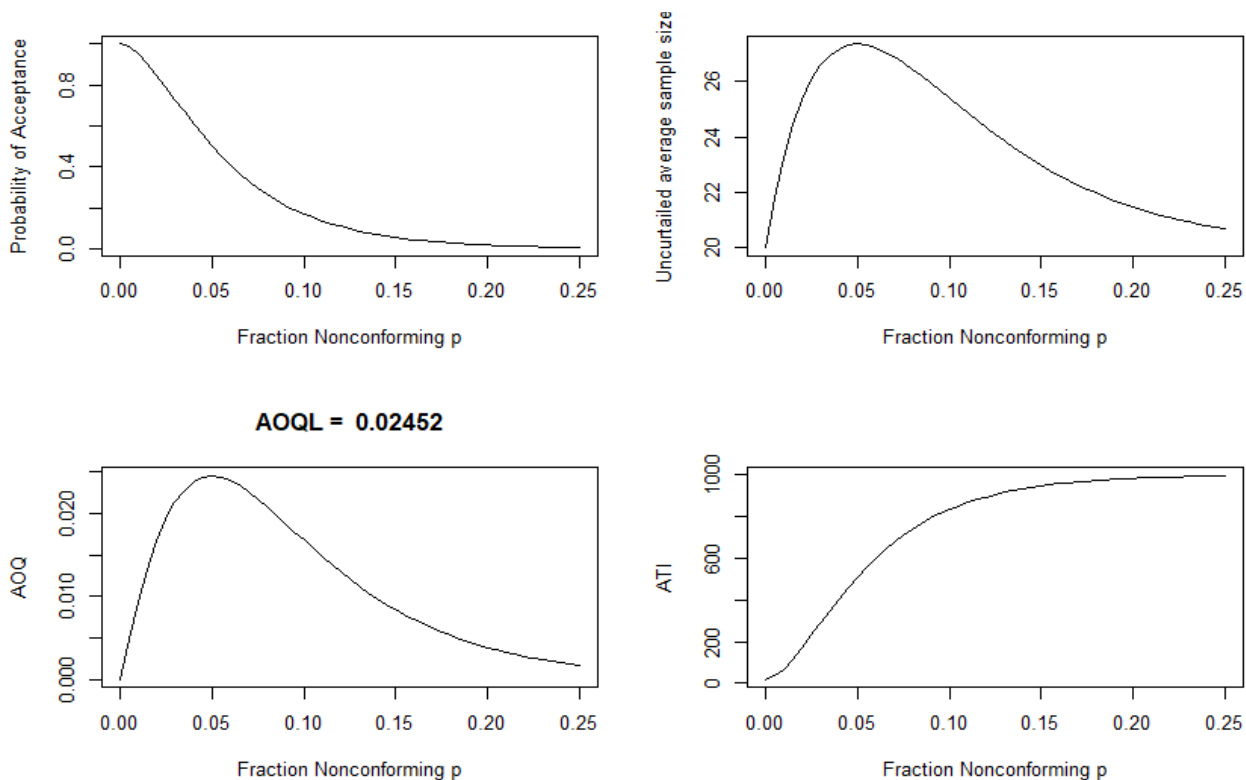 Probability of Acceptance
0.0 0.4 0.8
0.00 0.05 0.10 0.15 0.20 0.25
Fraction Nonconforming p
Uncurtailed average sample size
20 22 24 26
0.00 0.05 0.10 0.15 0.20 0.25
Fraction Nonconforming p
AOQL = 0.02452
AOQ
0.000 0.010 0.020
0.00 0.05 0.10 0.15 0.20 0.25
Fraction Nonconforming p
ATI
0 200 600 1000
0.00 0.05 0.10 0.15 0.20 0.25
Fraction Nonconforming p